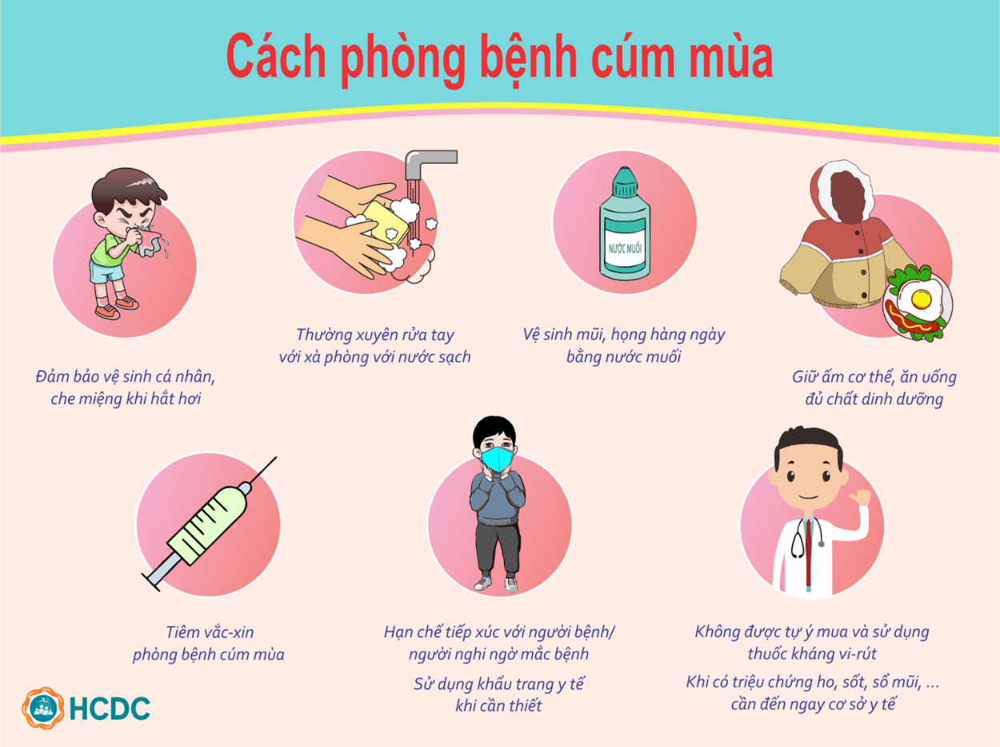 Cách phòng bệnh cúm mùa
NƯỚC MUỐI
Đảm bảo vệ sinh cá nhân,
che miệng khi hắt hơi
Thường xuyên rửa tay
với xà phòng với nước sạch
Vệ sinh mũi, họng hàng ngày
bằng nước muối
Giữ ấm cơ thể, ăn uống
đủ chất dinh dưỡng
Tiêm vắc-xin
phòng bệnh cúm mùa
Hạn chế tiếp xúc với người bệnh/
người nghi ngờ mắc bệnh
Sử dụng khẩu trang y tế
khi cần thiết
Không được tự ý mua và sử dụng
thuốc kháng vi-rút
Khi có triệu chứng ho, sốt, sổ mũi, ...
cần đến ngay cơ sở y tế
HCDC